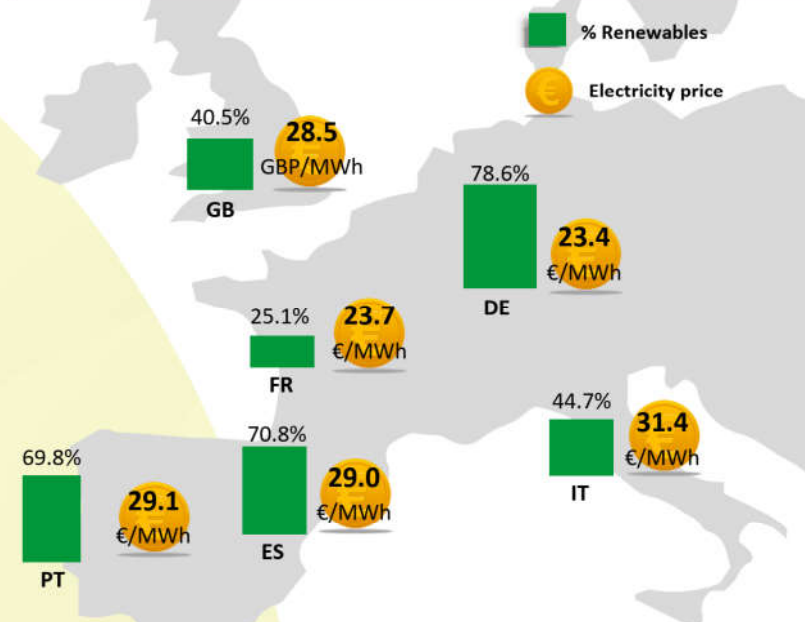 % Renewables
Electricity price
40.5%
28.5
GBP/MWh
GB
78.6%
23.4
€/MWh
DE
25.1%
23.7
€/MWh
FR
44.7%
31.4
€/MWh
IT
69.8%
29.1
€/MWh
PT
70.8%
29.0
€/MWh
ES